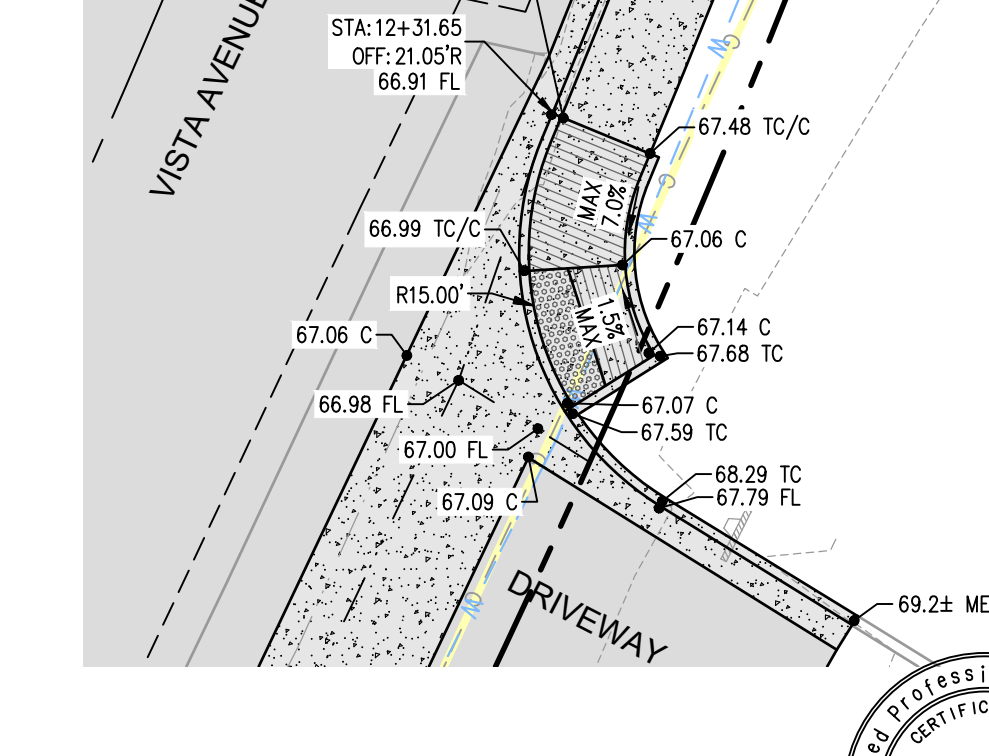 VISTA AVENUE
STA:12+31.65
OFF:21.05'R
66.91 FL
67.48 TC/C
MAX
7.0%
W
G
G
W
66.99 TC/C
67.06 C
R15.00'
1.5%
MAX
67.06 C
67.14 C
67.68 TC
66.98 FL
67.07 C
67.59 TC
67.00 FL
67.09 C
68.29 TC
67.79 FL
G
W
DRIVEWAY
69.2± ME
ed Professi
CERTIFIC